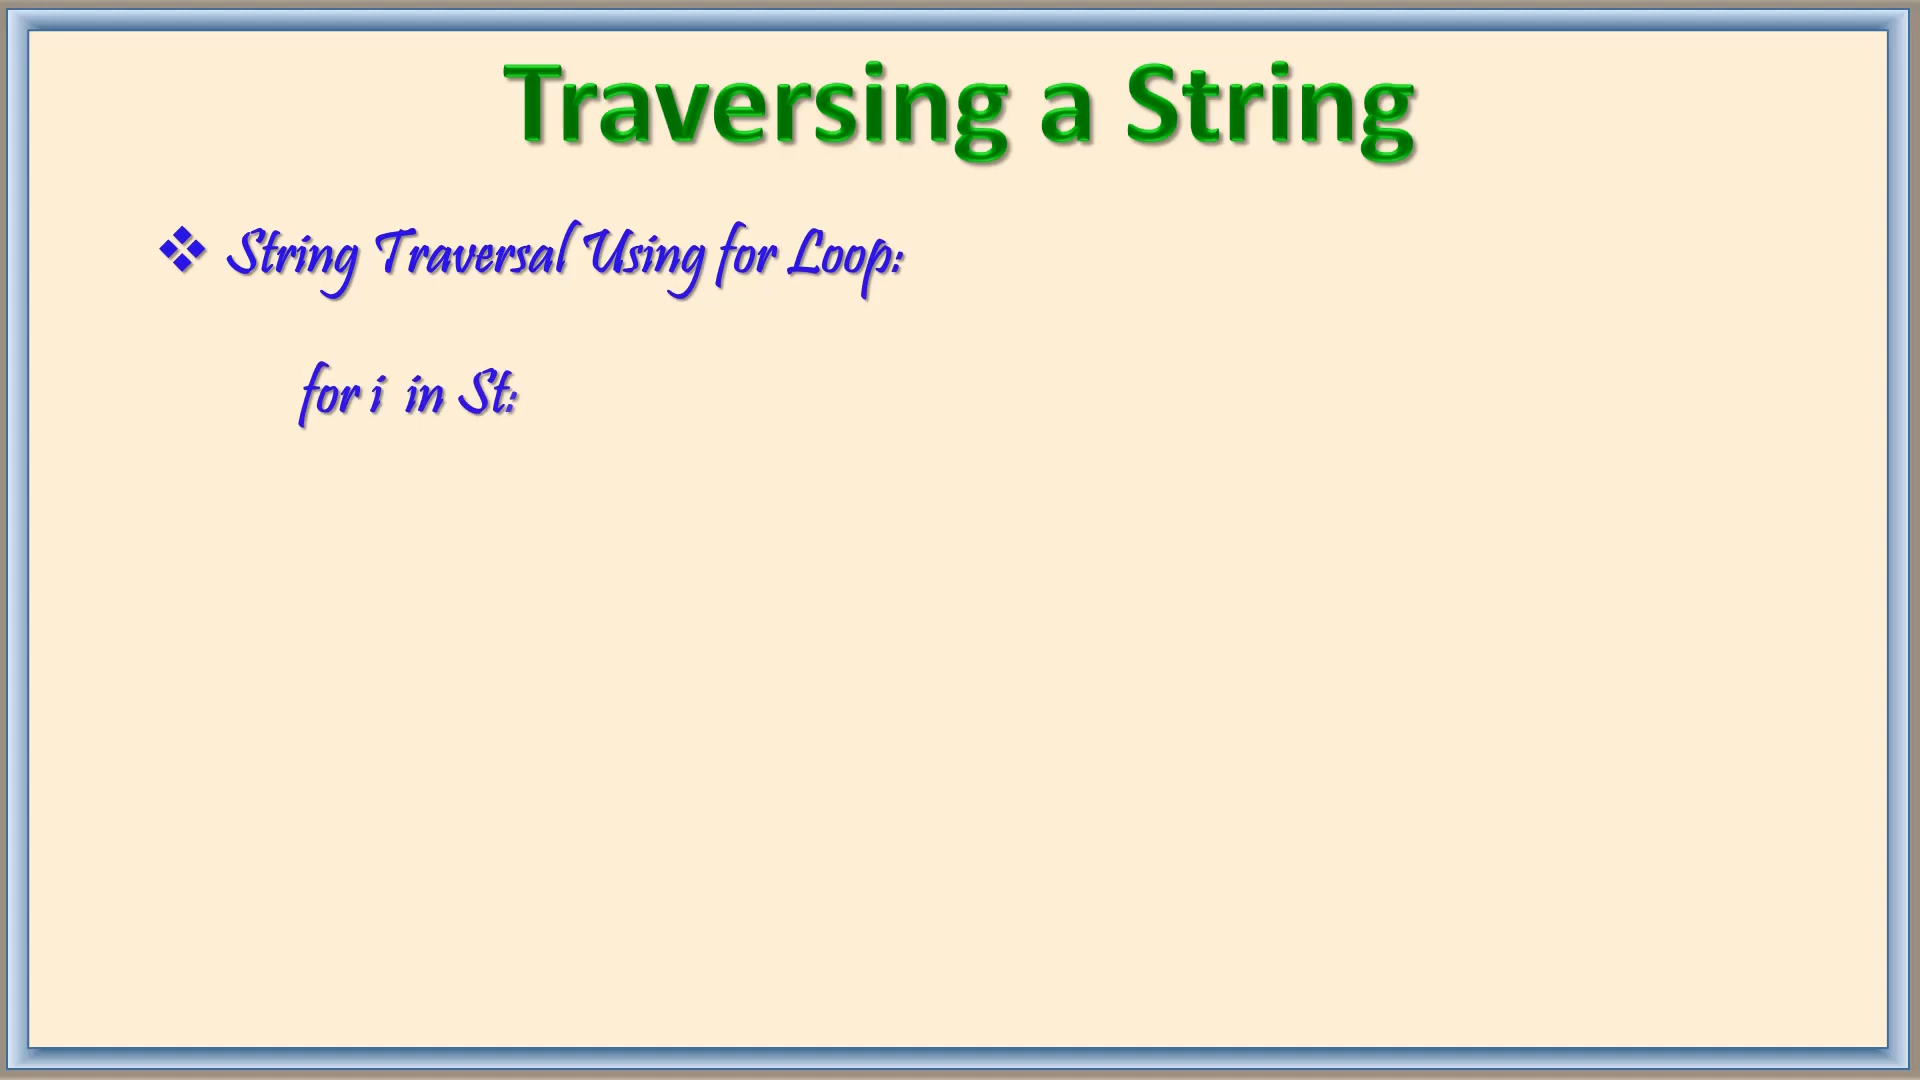 Traversing a String
❖ String Traversal Using for Loop:
for i in St: